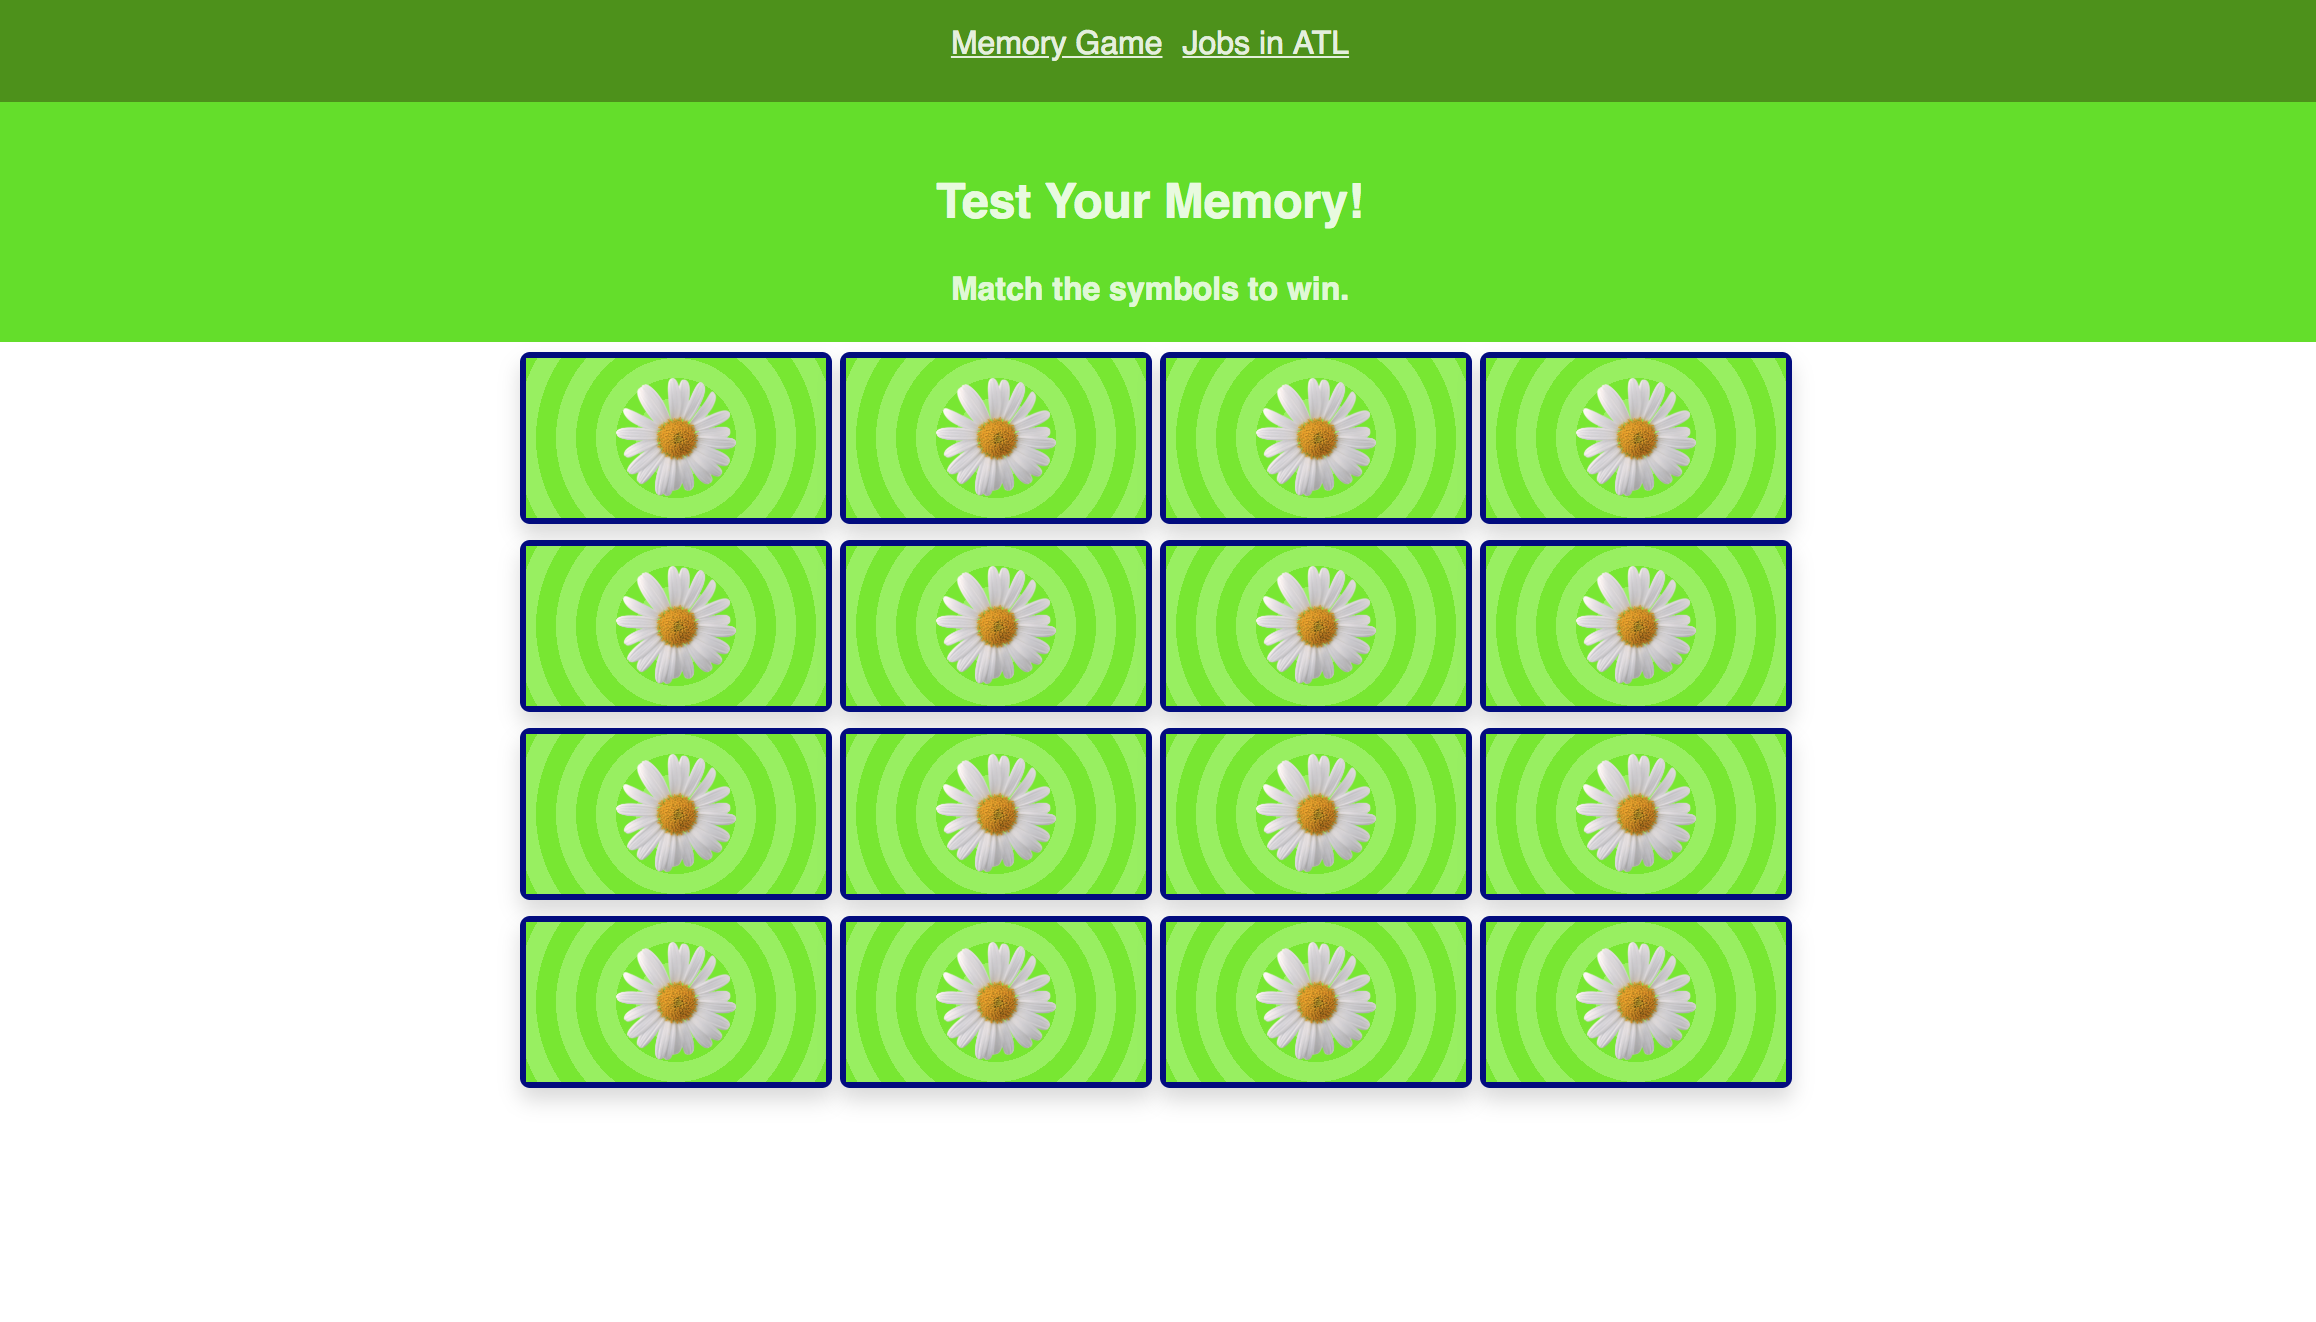 Memory Game Jobs in ATL
Test Your Memory!
Match the symbols to win.